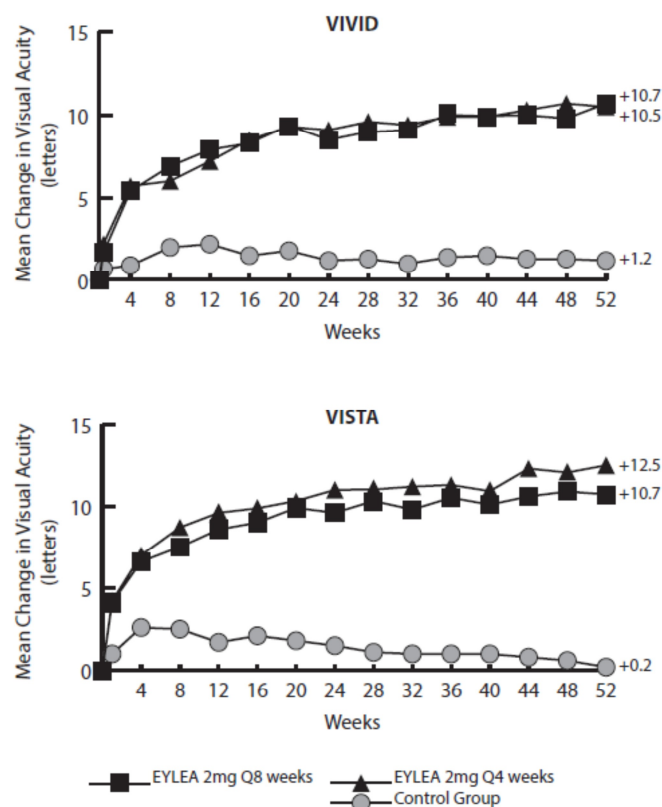 VIVID
15
10
5
0
Mean Change in Visual Acuity
(letters)
+10.7
+10.5
+1.2
4 8 12 16 20 24 28 32 36 40 44 48 52
Weeks
VISTA
15
10
5
0
Mean Change in Visual Acuity
(letters)
+12.5
+10.7
+0.2
4 8 12 16 20 24 28 32 36 40 44 48 52
Weeks
EYLEA 2mg Q8 weeks EYLEA 2mg Q4 weeks
Control Group